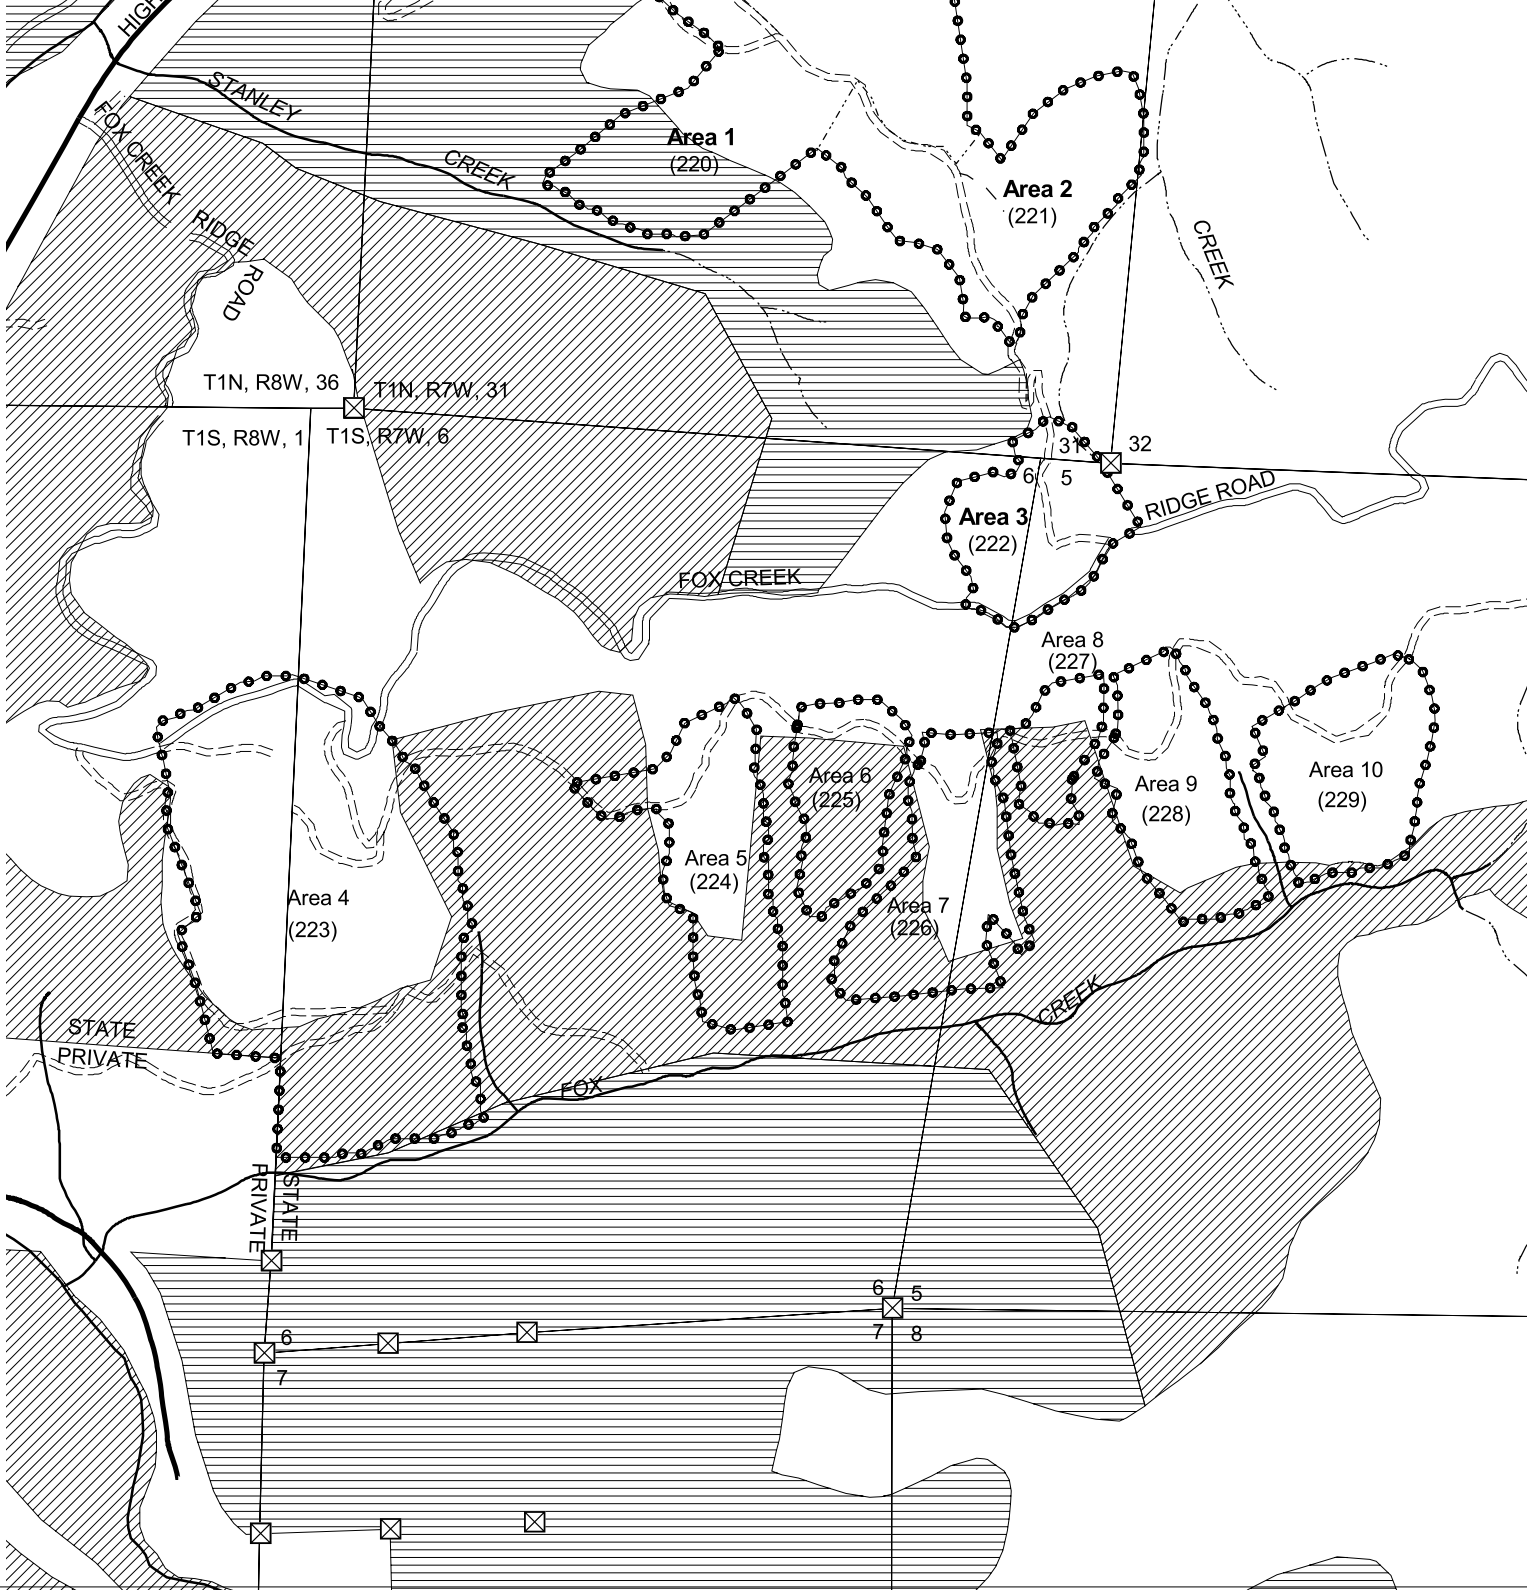 HIGH
STANLEY
CREEK
FOX CREEK
RIDGE
ROAD
Area 1
(220)
Area 2
(221)
CREEK
T1N, R8W, 36
T1N, R7W, 31
T1S, R8W, 1
T1S, R7W, 6
31
32
6
5
RIDGE ROAD
Area 3
(222)
FOX CREEK
Area 8
(227)
Area 6
(225)
Area 9
(228)
Area 10
(229)
Area 5
(224)
Area 4
(223)
Area 7
(226)
CREEK
STATE
PRIVATE
FOX
PRIVATE
STATE
6
5
7
8
6
7